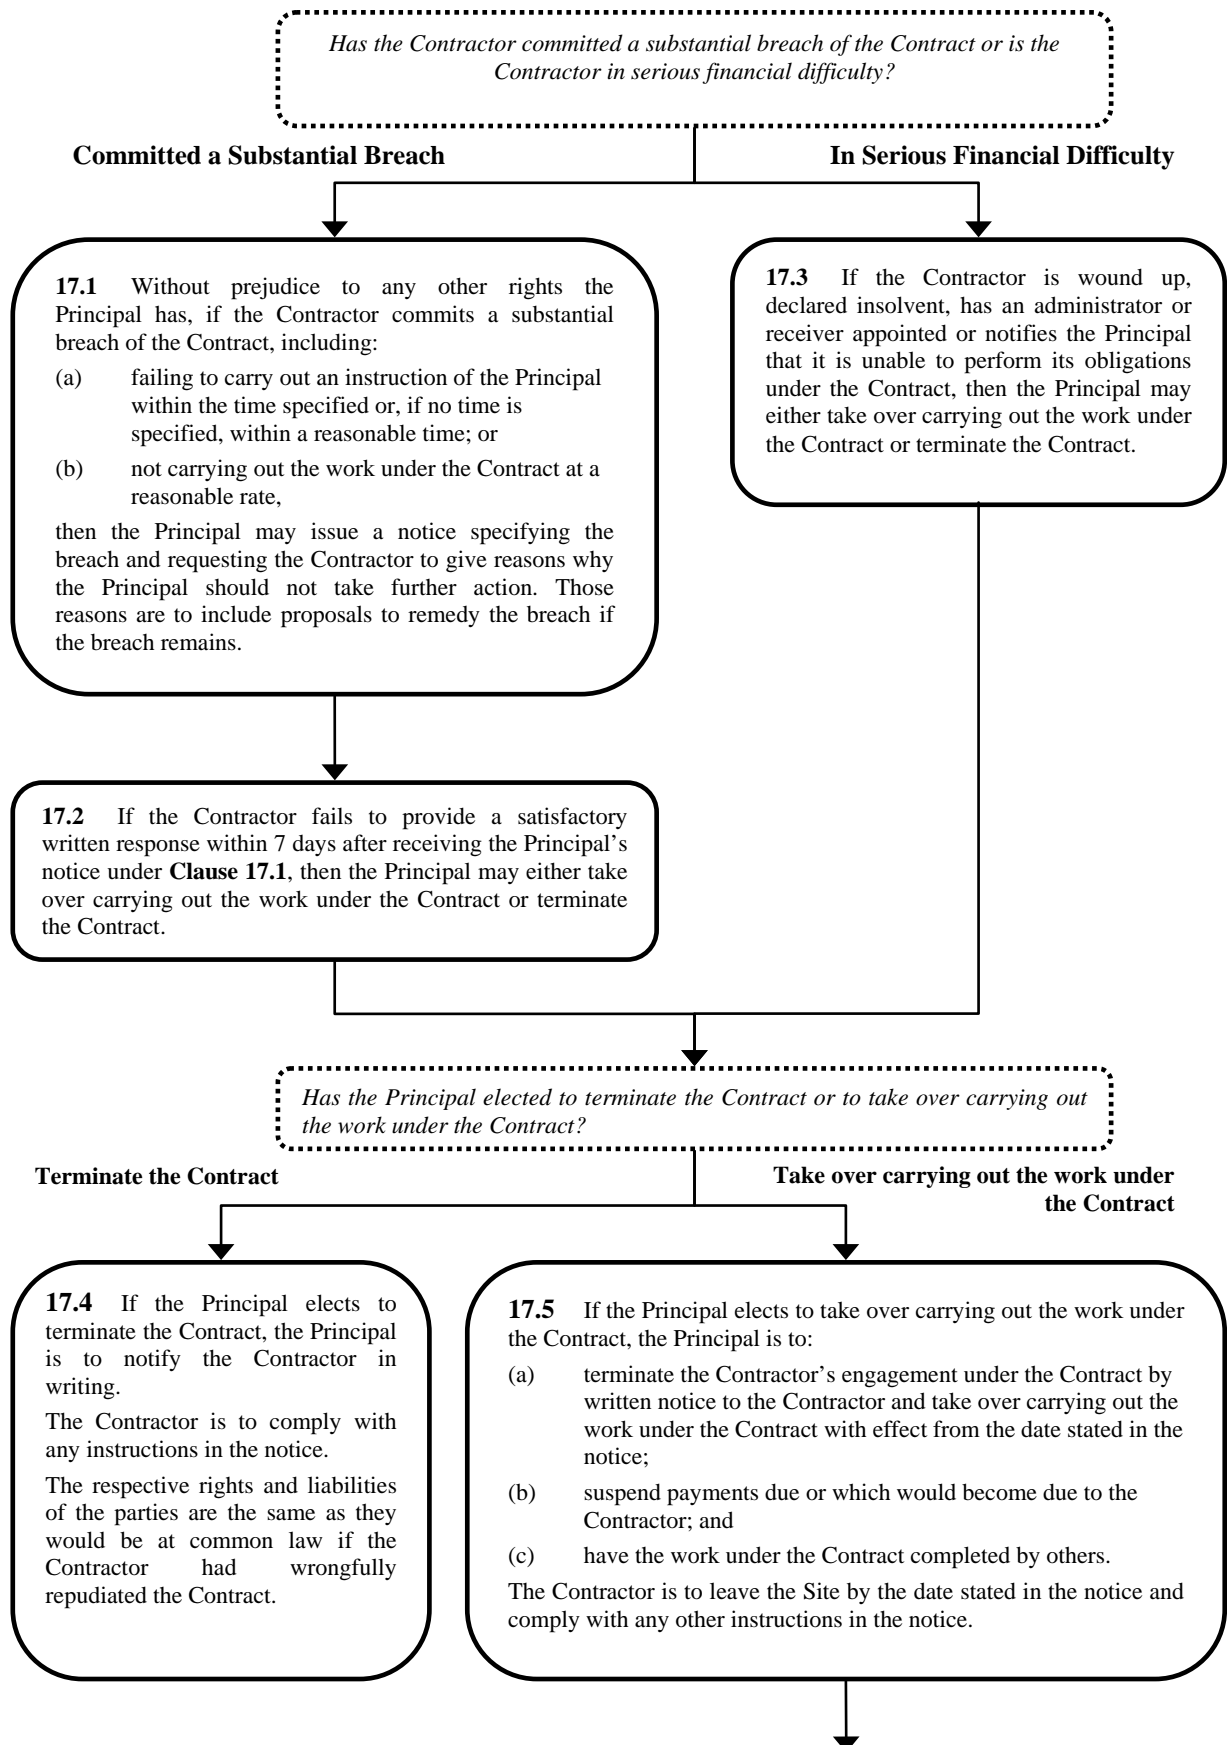 Has the Contractor committed a substantial breach of the Contract or is the
Contractor in serious financial difficulty?
Committed a Substantial Breach
In Serious Financial Difficulty
17.1 Without prejudice to any other rights the
Principal has, if the Contractor commits a substantial
breach of the Contract, including:
(a) failing to carry out an instruction of the Principal
within the time specified or, if no time is
specified, within a reasonable time; or
(b) not carrying out the work under the Contract at a
reasonable rate,
then the Principal may issue a notice specifying the
breach and requesting the Contractor to give reasons why
the Principal should not take further action. Those
reasons are to include proposals to remedy the breach if
the breach remains.
17.3 If the Contractor is wound up,
declared insolvent, has an administrator or
receiver appointed or notifies the Principal
that it is unable to perform its obligations
under the Contract, then the Principal may
either take over carrying out the work under
the Contract or terminate the Contract.
17.2 If the Contractor fails to provide a satisfactory
written response within 7 days after receiving the Principal's
notice under Clause 17.1, then the Principal may either take
over carrying out the work under the Contract or terminate
the Contract.
Has the Principal elected to terminate the Contract or to take over carrying out
the work under the Contract?
Terminate the Contract
Take over carrying out the work under
the Contract
17.4 If the Principal elects to
terminate the Contract, the Principal
is to notify the Contractor in
writing.
The Contractor is to comply with
any instructions in the notice.
The respective rights and liabilities
of the parties are the same as they
would be at common law if the
Contractor had wrongfully
repudiated the Contract.
17.5 If the Principal elects to take over carrying out the work under
the Contract, the Principal is to:
(a) terminate the Contractor's engagement under the Contract by
written notice to the Contractor and take over carrying out the
work under the Contract with effect from the date stated in the
notice;
(b) suspend payments due or which would become due to the
Contractor; and
(c) have the work under the Contract completed by others.
The Contractor is to leave the Site by the date stated in the notice and
comply with any other instructions in the notice.